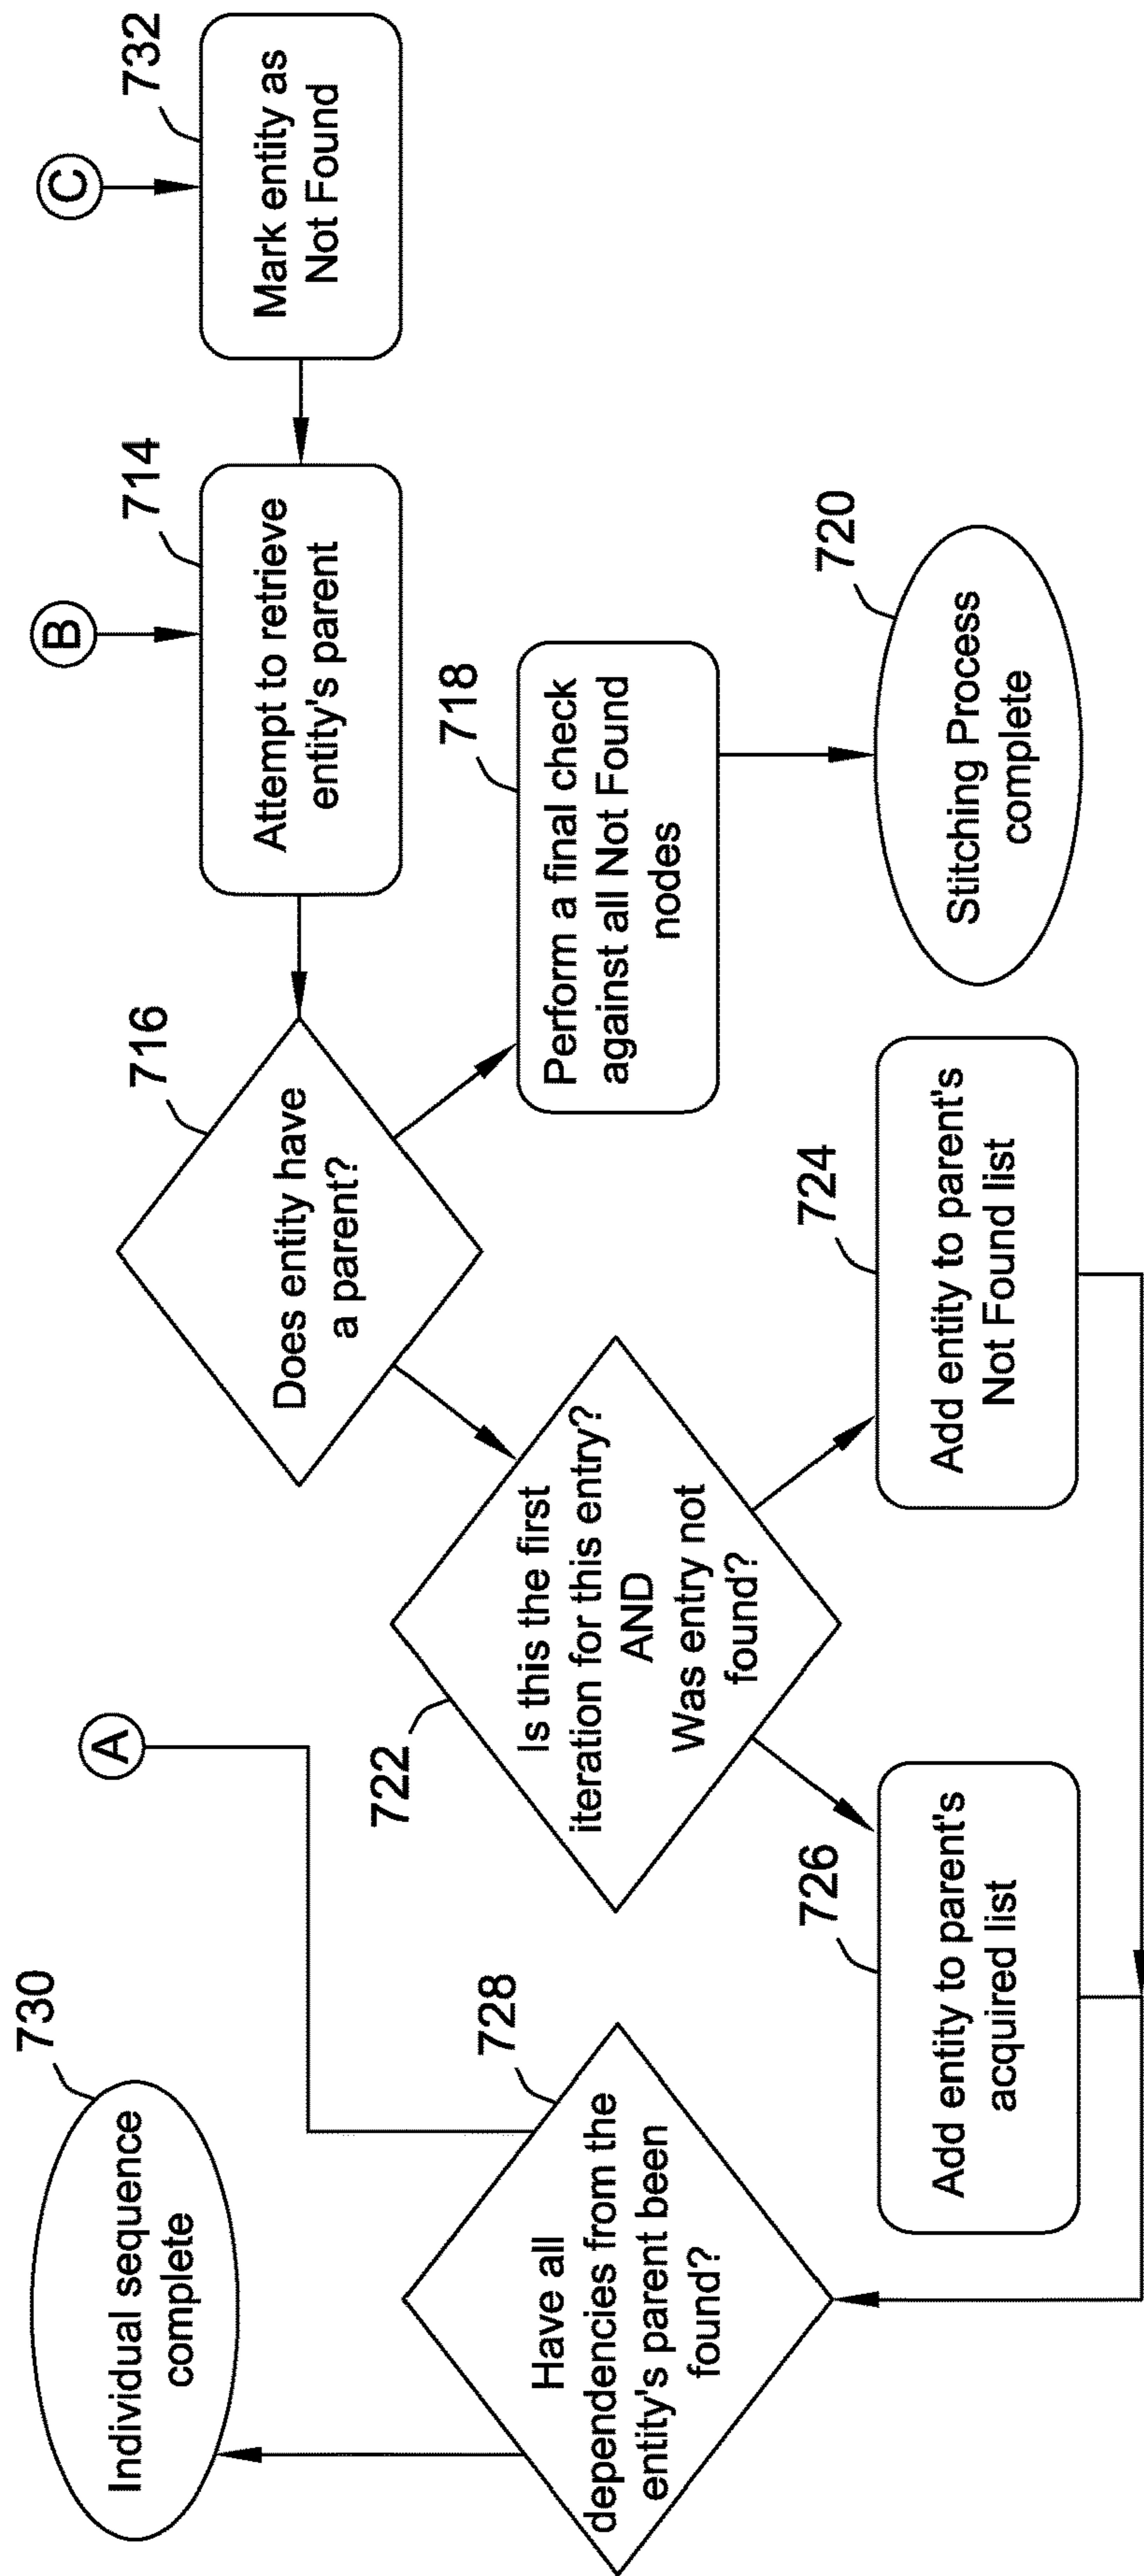 C
732
Mark entity as
Not Found
B
714
Attempt to retrieve
entity's parent
716
Does entity have
a parent?
718
Perform a final check
against all Not Found
nodes
720
Stitching Process
complete
A
722
Is this the first
iteration for this entry?
AND
Was entry not
found?
724
Add entity to parent's
Not Found list
726
Add entity to parent's
acquired list
728
Have all
dependencies from the
entity's parent been
found?
730
Individual sequence
complete